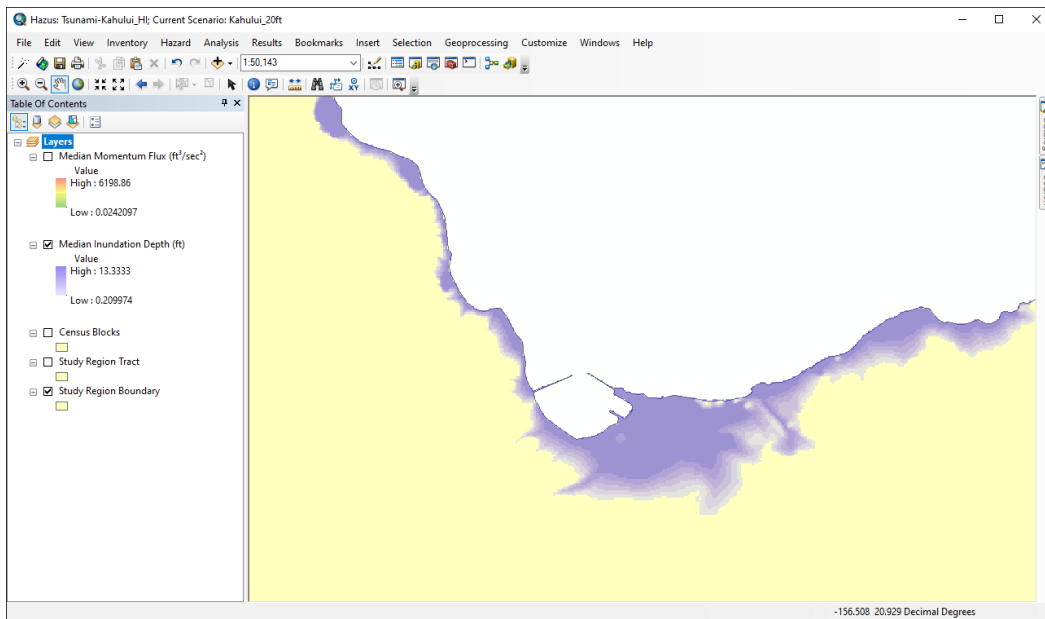 Hazus: Tsunami-Kahului_HI; Current Scenario: Kahului_20ft
File Edit View Inventory Hazard Analysis Results Bookmarks Insert Selection Geoprocessing Customize Windows Help
1:50,143
Table Of Contents
Layers
Median Momentum Flux (ft³/sec²)
Value
High : 6198.86
Low : 0.0242097
Median Inundation Depth (ft)
Value
High : 13.3333
Low : 0.209974
Census Blocks
Study Region Tract
Study Region Boundary
-156.508 20.929 Decimal Degrees